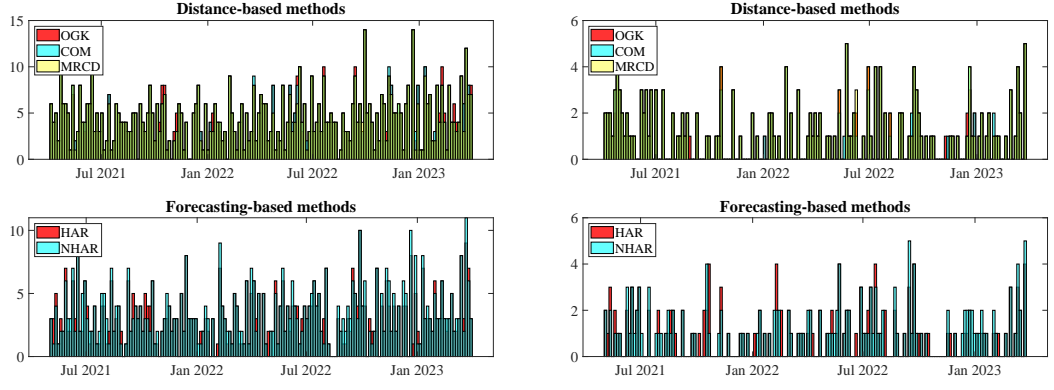 Distance-based methods
15
10
5
0
OGK
COM
MRCD
Jul 2021
Jan 2022
Jul 2022
Jan 2023
Distance-based methods
6
4
2
0
OGK
COM
MRCD
Jul 2021
Jan 2022
Jul 2022
Jan 2023
Forecasting-based methods
10
5
0
HAR
NHAR
Jul 2021
Jan 2022
Jul 2022
Jan 2023
Forecasting-based methods
6
4
2
0
HAR
NHAR
Jul 2021
Jan 2022
Jul 2022
Jan 2023